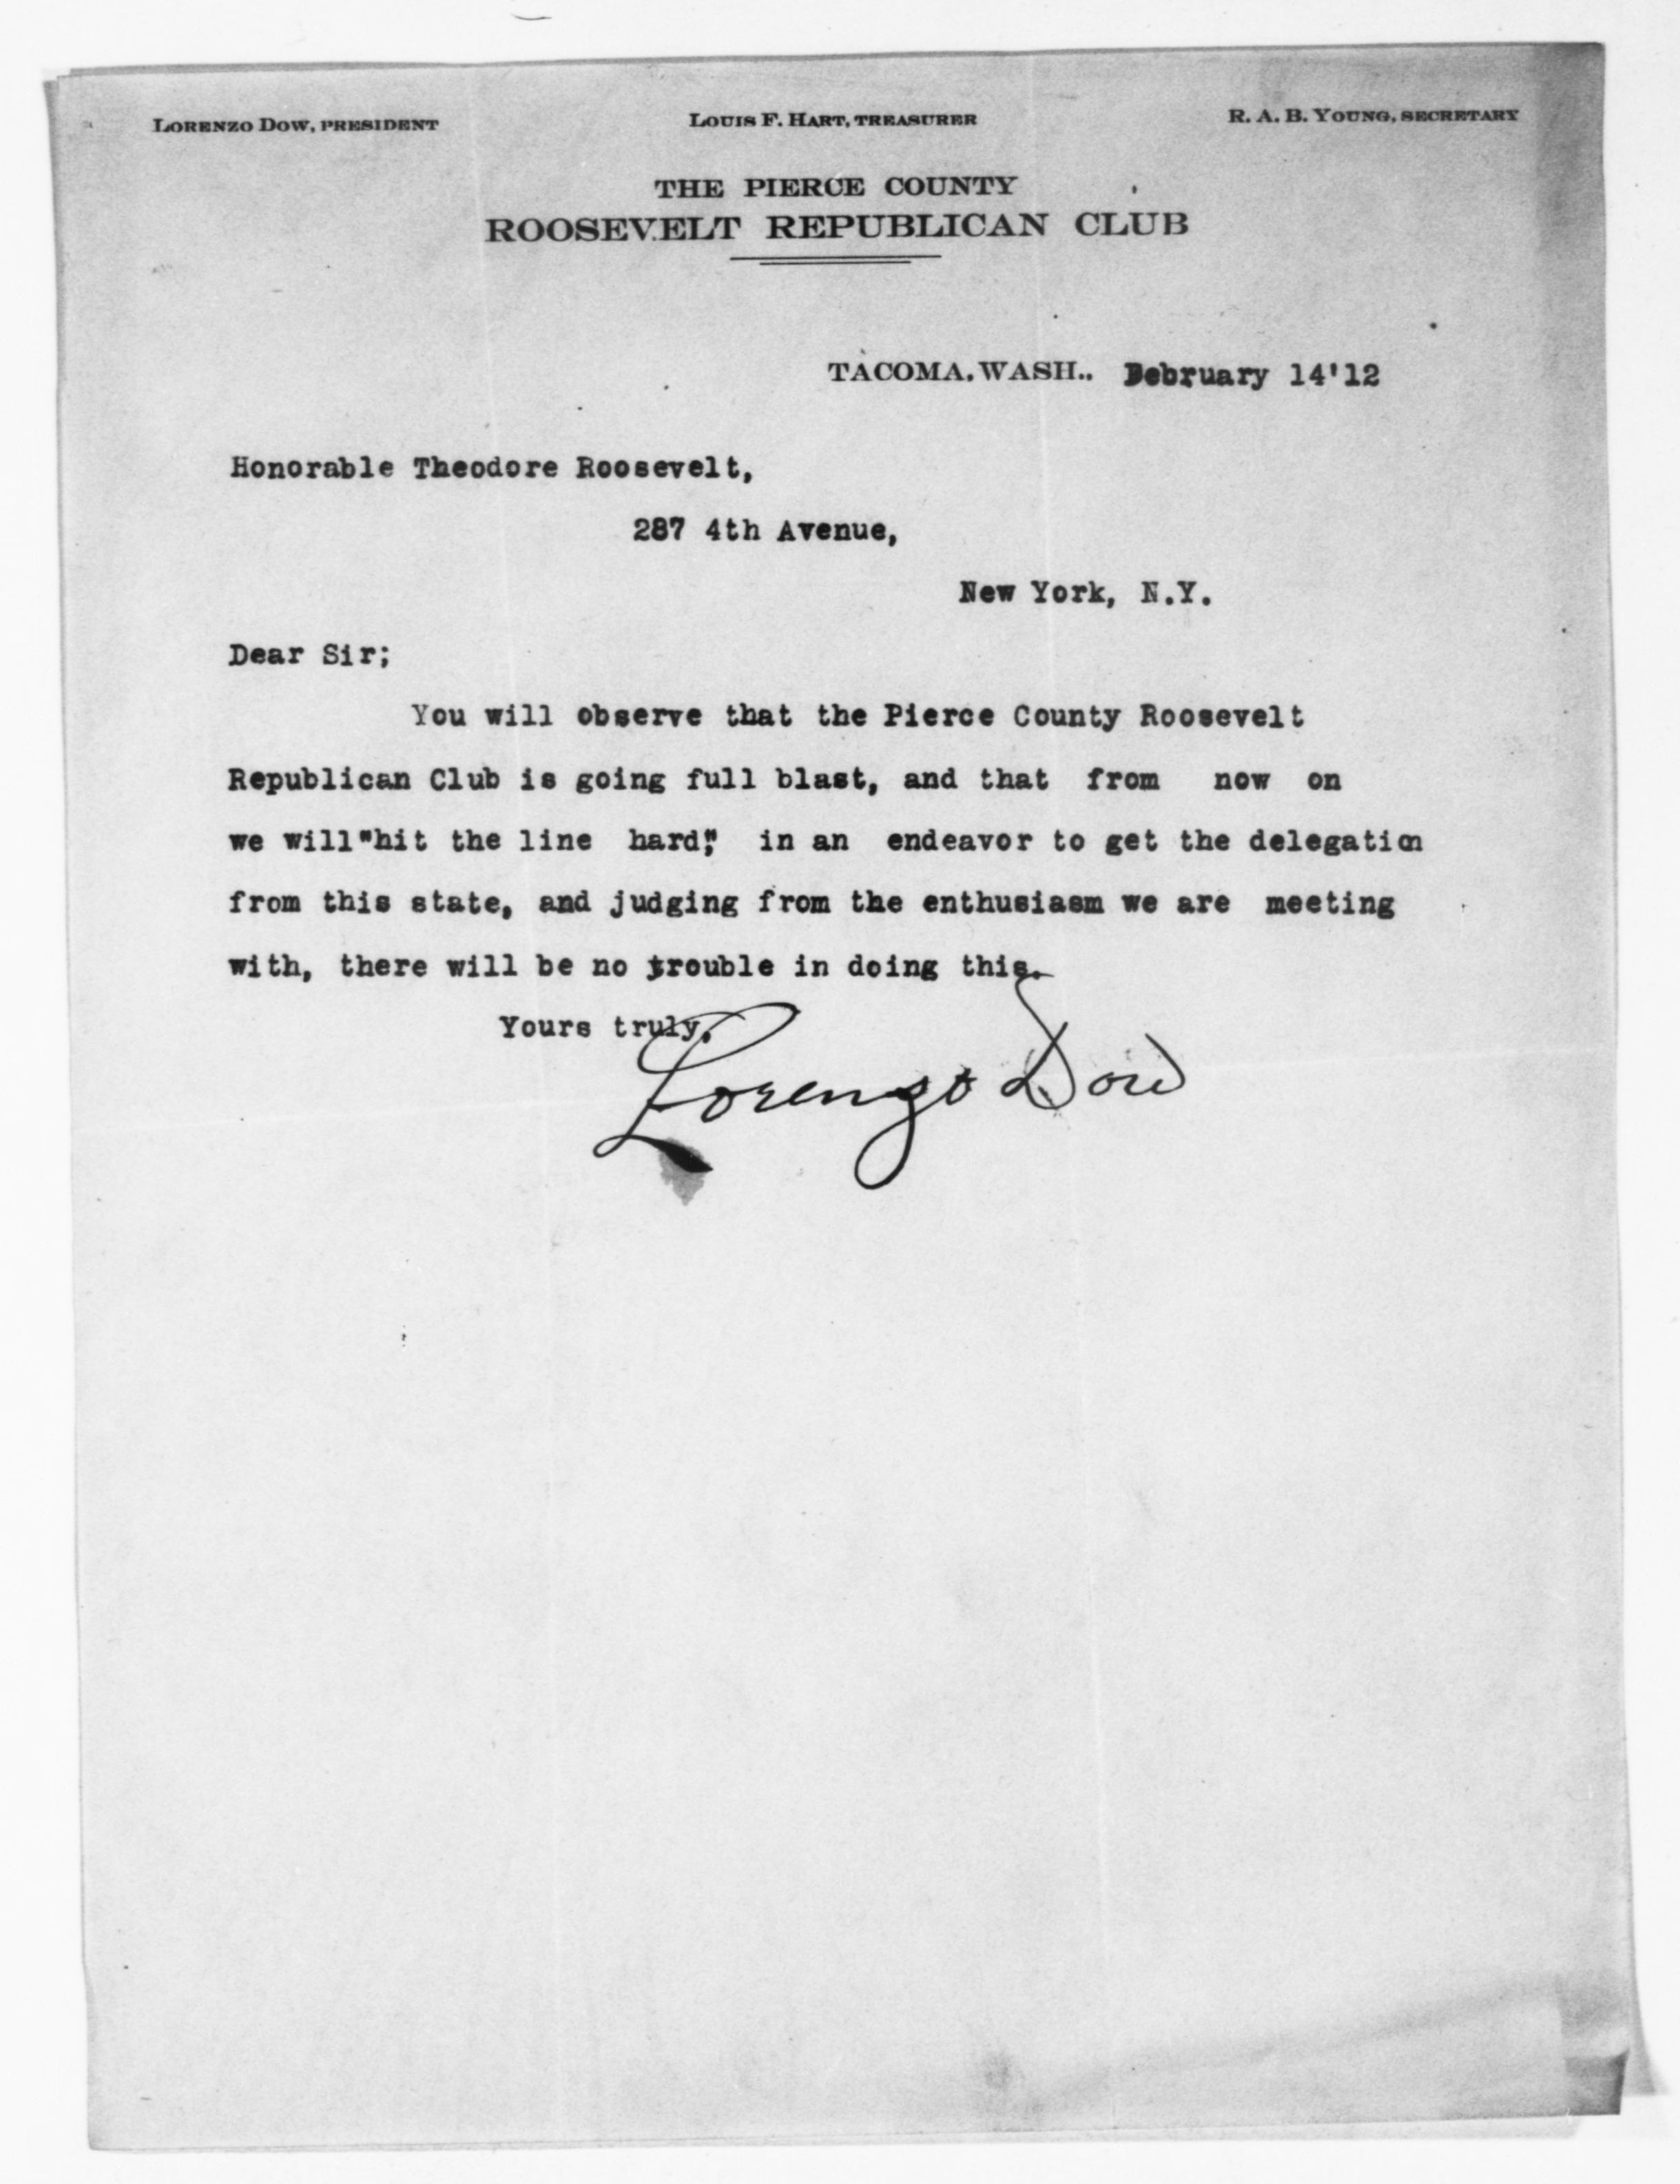 LORENZO DOW, PRESIDENT LOUIS F. HART, TREASURER R. A. B. YOUNG, SECRETARY
THE PIERCE COUNTY
ROOSEVELT REPUBLICAN CLUB
TACOMA, WASH., February 14'12
Honorable Theodore Roosevelt,
287 4th Avenue,
New York, N.Y.
Dear Sir;
You will observe that the Pierce County Roosevelt
Republican Club is going full blast, and that from now on
we will "hit the line hard," in an endeavor to get the delegation
from this state, and judging from the enthusiasm we are meeting
with, there will be no trouble in doing this.
Yours truly,
Lorenzo Dow